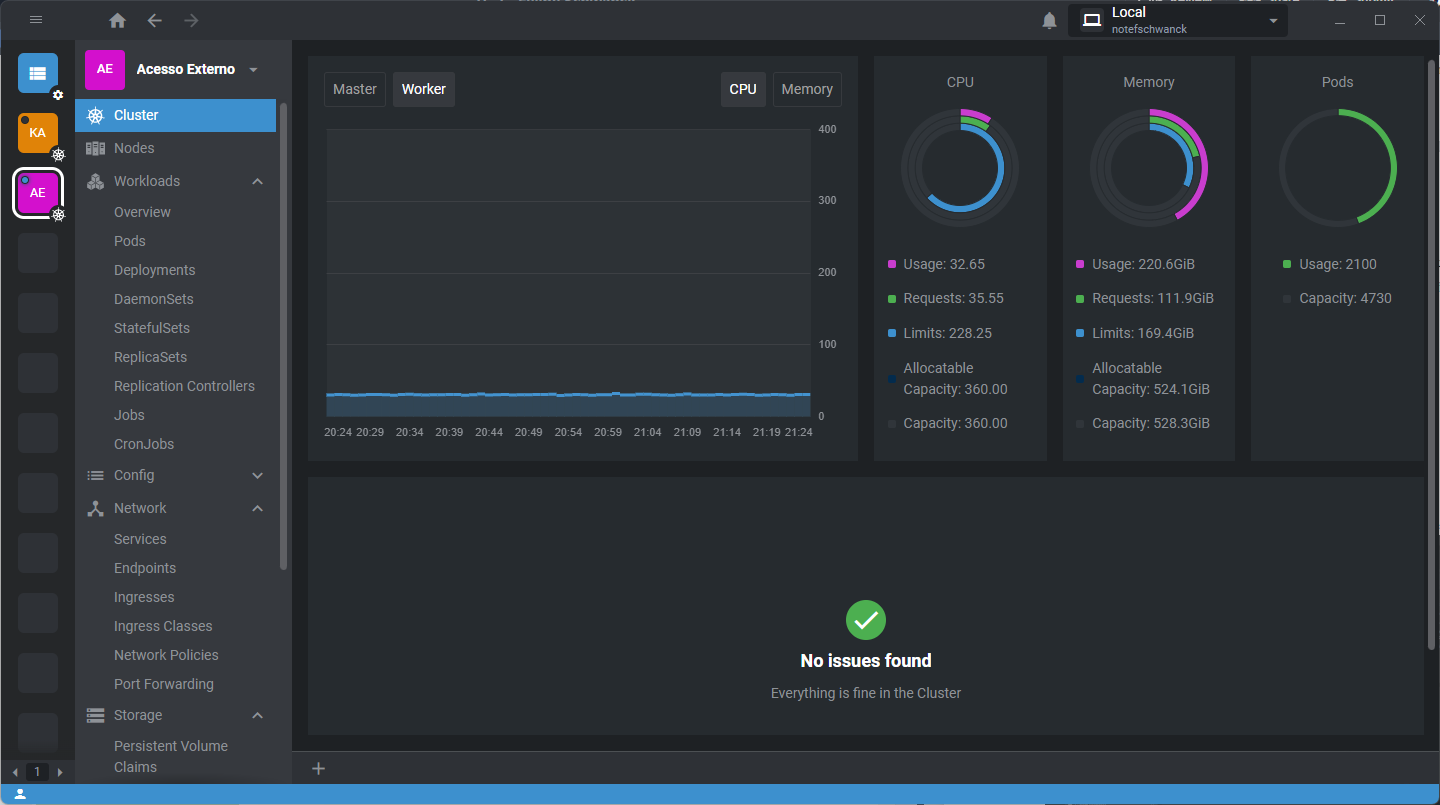 Local
notefschwanck
AE
Acesso Externo
KA
AE
Cluster
Nodes
Workloads
Overview
Pods
Deployments
DaemonSets
StatefulSets
ReplicaSets
Replication Controllers
Jobs
CronJobs
Config
Network
Services
Endpoints
Ingresses
Ingress Classes
Network Policies
Port Forwarding
Storage
Persistent Volume
Claims
1
Master
Worker
CPU
Memory
400
300
200
100
0
20:24 20:29 20:34 20:39 20:44 20:49 20:54 20:59 21:04 21:09 21:14 21:19 21:24
CPU
Usage: 32.65
Requests: 35.55
Limits: 228.25
Allocatable
Capacity: 360.00
Capacity: 360.00
Memory
Usage: 220.6GiB
Requests: 111.9GiB
Limits: 169.4GiB
Allocatable
Capacity: 524.1GiB
Capacity: 528.3GiB
Pods
Usage: 2100
Capacity: 4730
No issues found
Everything is fine in the Cluster